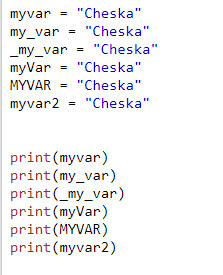 myvar = "Cheska"
my_var = "Cheska"
_my_var = "Cheska"
myVar = "Cheska"
MYVAR = "Cheska"
myvar2 = "Cheska"
print(myvar)
print(my_var)
print(_my_var)
print(myVar)
print(MYVAR)
print(myvar2)